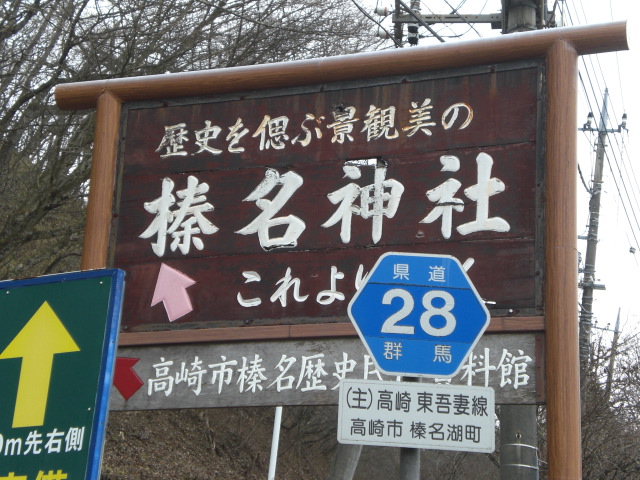 歴史を偲ぶ景観美の
榛名神社
これより
県道
28
群馬
高崎市榛名歴史民 資料館
(主)高崎 東吾妻線
高崎市 榛名湖町
0m先右側